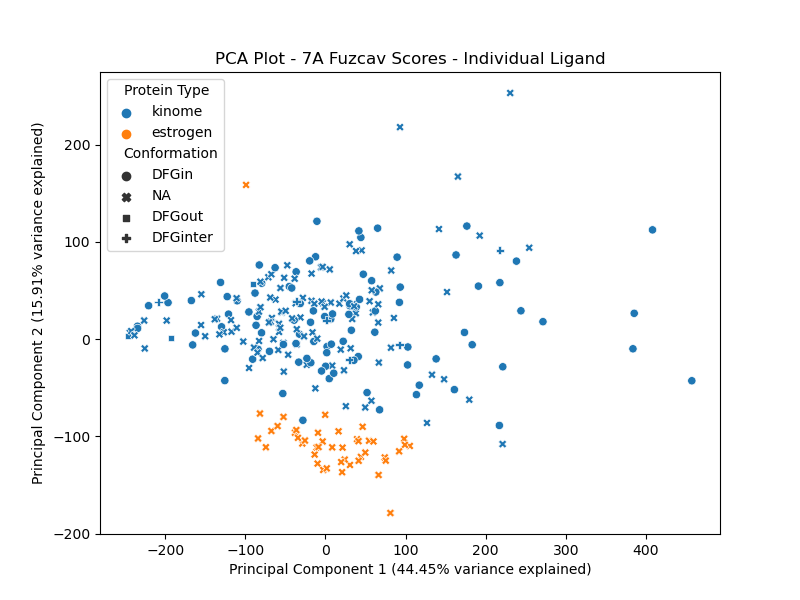 PCA Plot - 7A Fuzcav Scores - Individual Ligand
Protein Type
kinome
estrogen
Conformation
DFGin
NA
DFGout
DFGinter
Principal Component 2 (15.91% variance explained)
200
100
0
−100
−200
−200
−100
0
100
200
300
400
Principal Component 1 (44.45% variance explained)